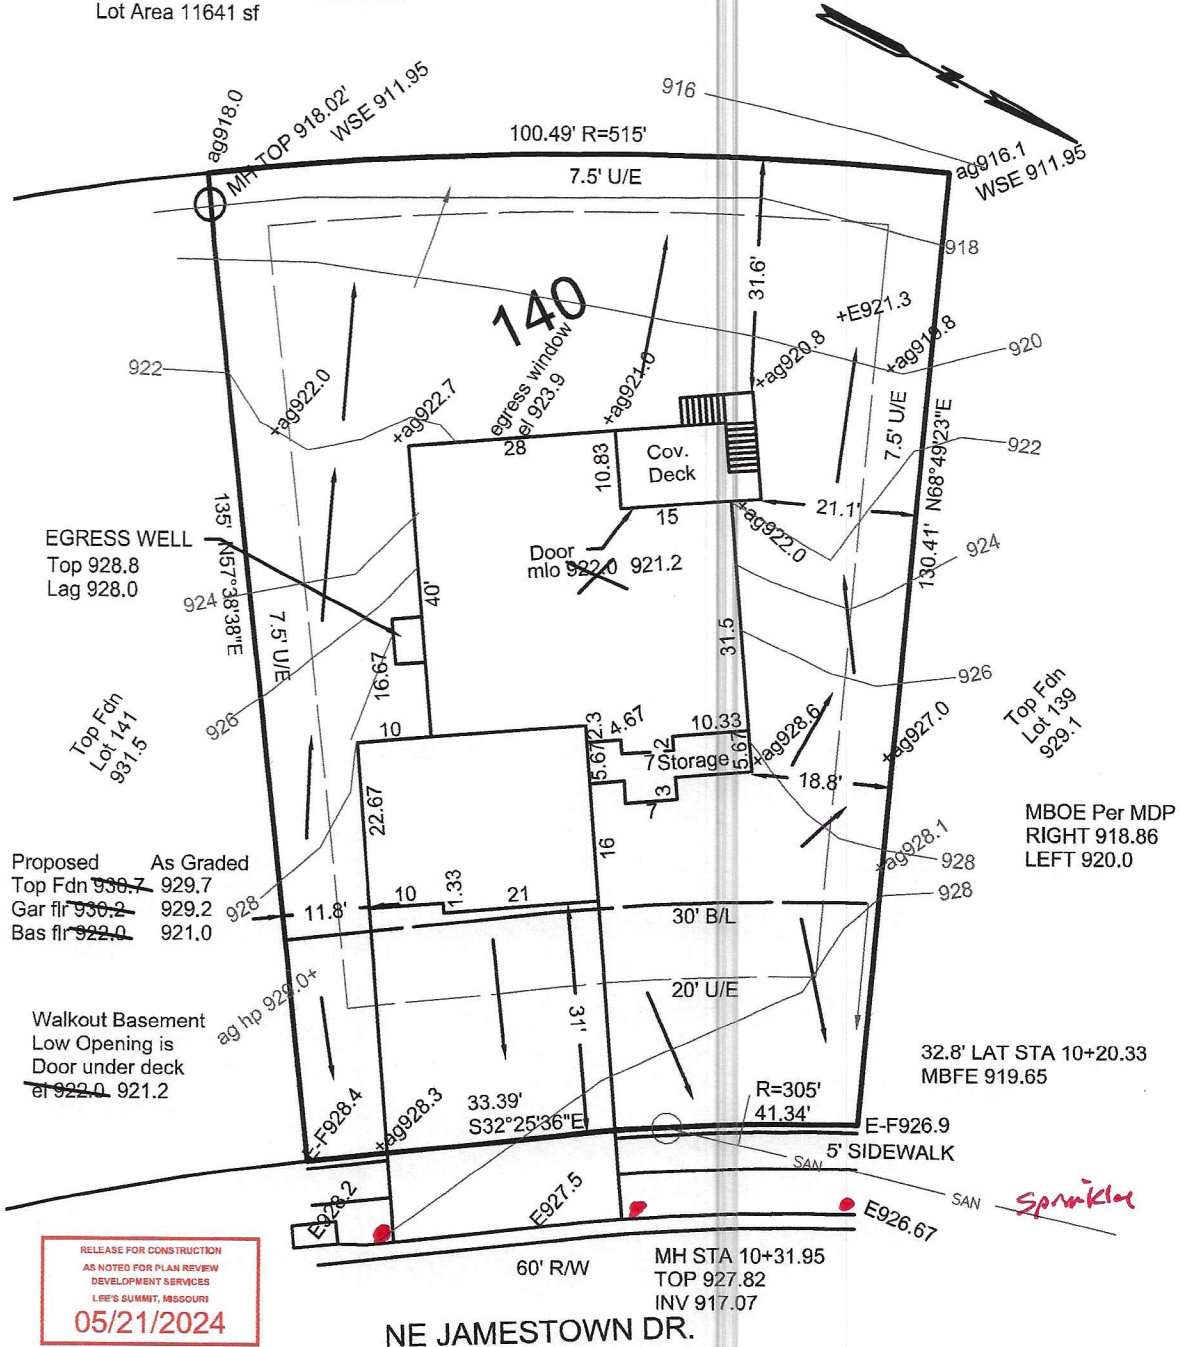 Lot Area 11641 sf
ag918.0
MH TOP 918.02'
WSE 911.95
916
100.49' R=515'
7.5' U/E
N
ag916.1
WSE 911.95
918
140
31.6'
+E921.3
+ag920.8
+ag919.8
920
922
+ag922.0
+ag922.7
egress window
el 923.9
+ag921.0
28
10.83
Cov.
Deck
7.5' U/E
N68°49'23"E
130.41'
922
15
21.1'
+ag922.0
135' N57°38'38"E
EGRESS WELL
Top 928.8
Lag 928.0
924
Door
mlo 922.0 921.2
924
40'
7.5' U/E
16.67
31.5
926
926
Top Fdn
Lot 141
931.5
10
2.3
4.67
10.33
5.67
2
7
Storage
5.67
+ag928.6
+ag927.0
Top Fdn
Lot 139
929.1
3
7
18.8'
22.67
16
MBOE Per MDP
RIGHT 918.86
LEFT 920.0
+ag928.1
928
928
Proposed As Graded
Top Fdn 930.7 929.7
Gar flr 930.2 929.2
Bas flr 922.0 921.0
928
11.8'
10
1.33
21
30' B/L
20' U/E
ag hp 929.0+
31'
Walkout Basement
Low Opening is
Door under deck
el 922.0 921.2
32.8' LAT STA 10+20.33
MBFE 919.65
E-F928.4
+ag928.3
33.39'
S32°25'36"E
R=305'
41.34'
E-F926.9
5' SIDEWALK
SAN
SAN
Sprinkler
E928.2
E927.5
E926.67
60' R/W
MH STA 10+31.95
TOP 927.82
INV 917.07
NE JAMESTOWN DR.
RELEASE FOR CONSTRUCTION
AS NOTED FOR PLAN REVIEW
DEVELOPMENT SERVICES
LEE'S SUMMIT, MISSOURI
05/21/2024